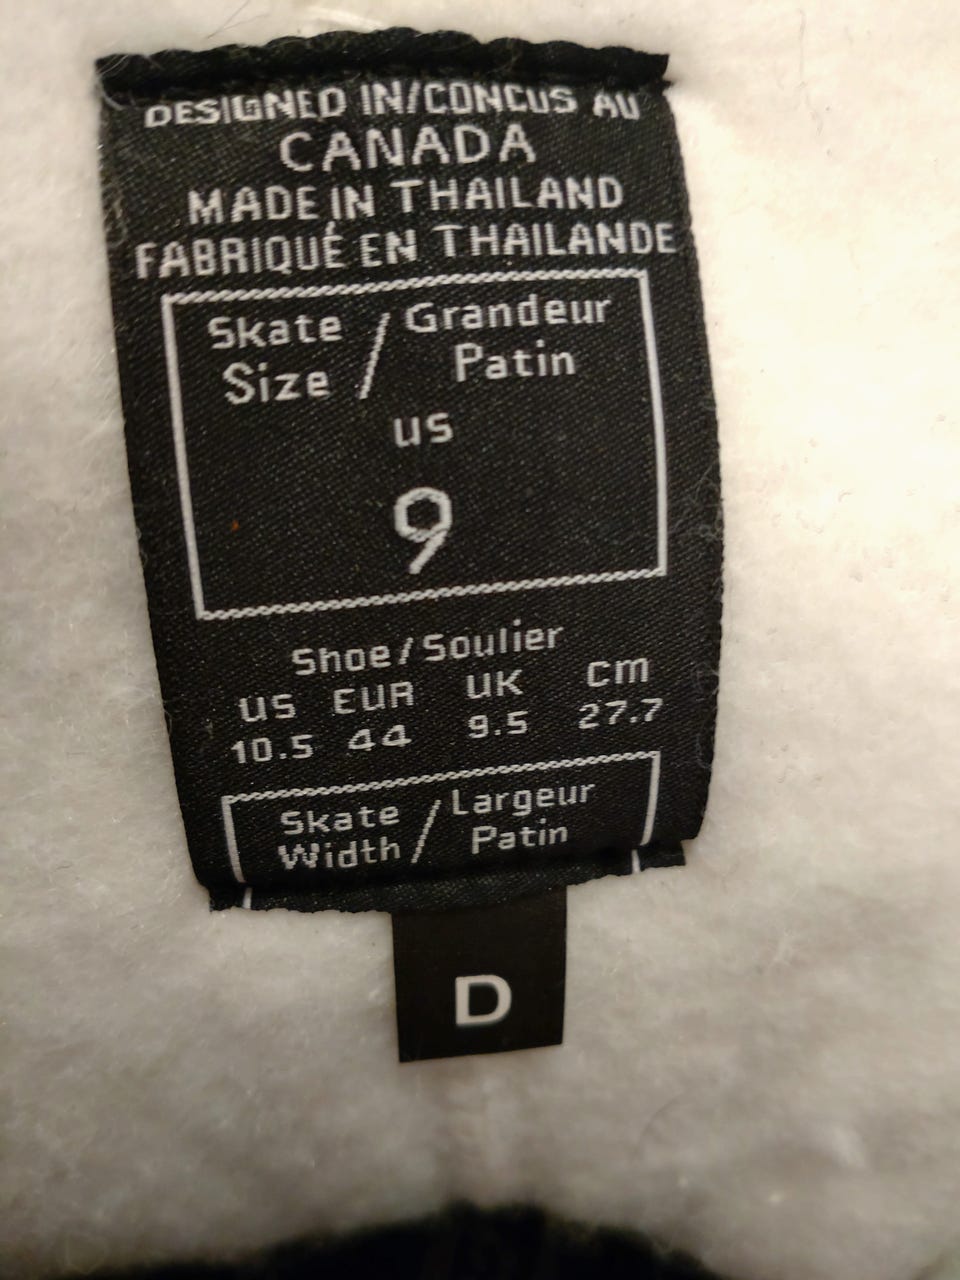 DESIGNED IN/CONCUS AU
CANADA
MADE IN THAILAND
FABRIQUÉ EN THAILANDE
Skate Size / Grandeur Patin
US
9
Shoe/Soulier
US EUR UK cm
10.5 44 9.5 27.7
Skate Width / Largeur Patin
D